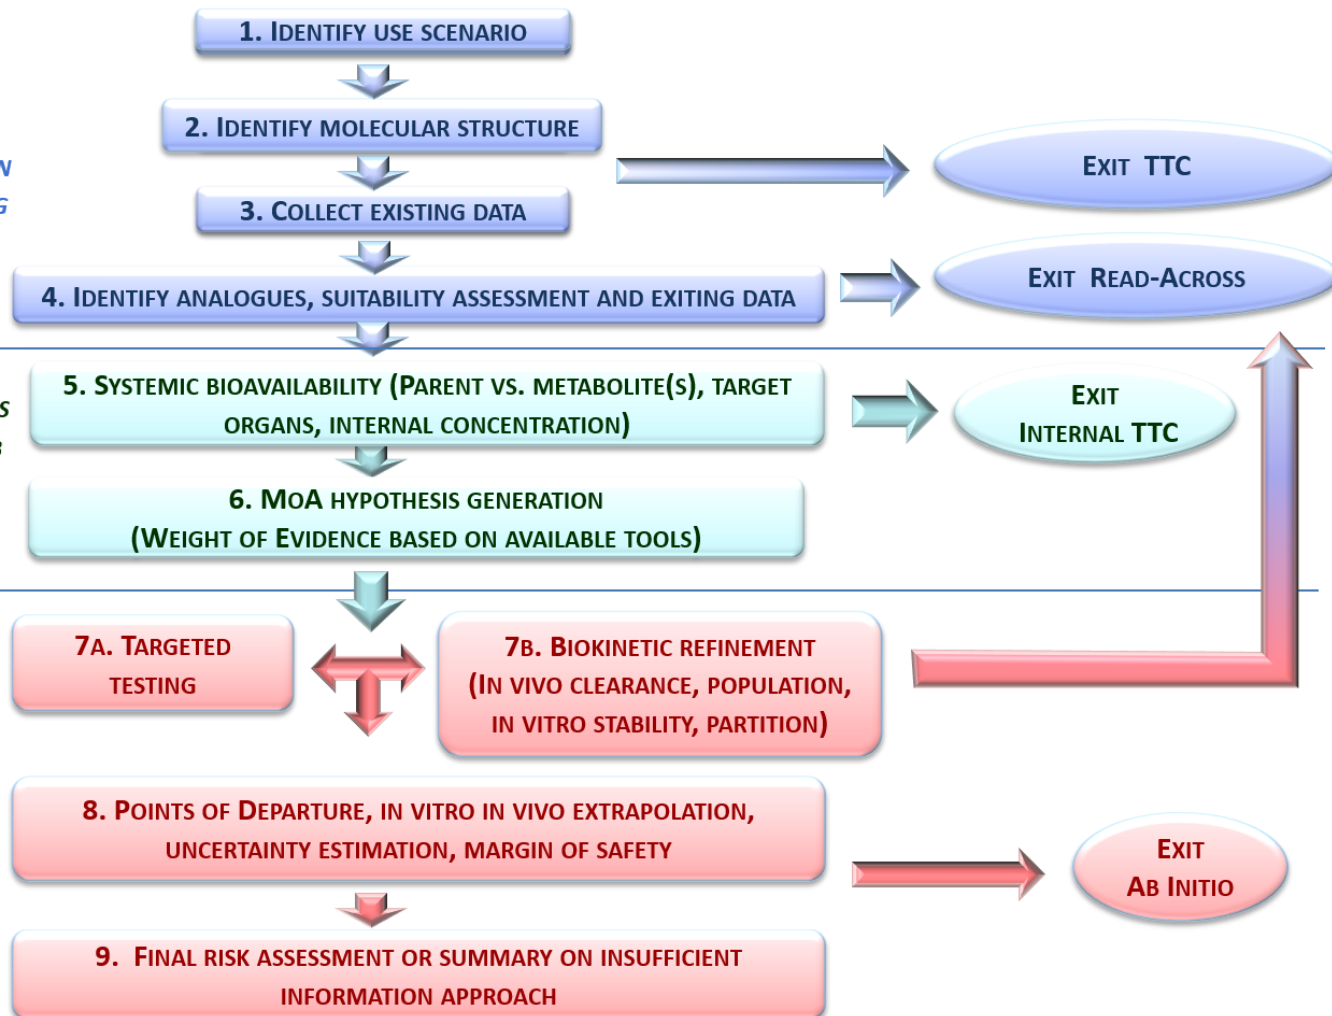 1. Identify use scenario
2. Identify molecular structure
Exit TTC
N
G
3. Collect existing data
4. Identify analogues, suitability assessment and exiting data
Exit Read-Across
5. Systemic bioavailability (Parent vs. metabolite(s), target
organs, internal concentration)
S
B
Exit
Internal TTC
6. MoA hypothesis generation
(Weight of Evidence based on available tools)
7a. Targeted
testing
7b. Biokinetic refinement
(In vivo clearance, population,
in vitro stability, partition)
8. Points of Departure, in vitro in vivo extrapolation,
uncertainty estimation, margin of safety
Exit
Ab Initio
9. Final risk assessment or summary on insufficient
information approach